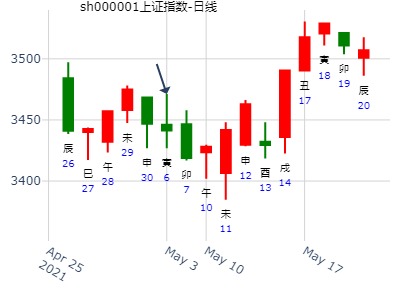 sh000001上证指数-日线
3500
3450
3400
辰
26
巳
27
午
28
未
29
申
30
寅
6
卯
7
午
10
未
11
申
12
酉
13
戌
14
丑
17
寅
18
卯
19
辰
20
Apr 25
2021
May 3
May 10
May 17